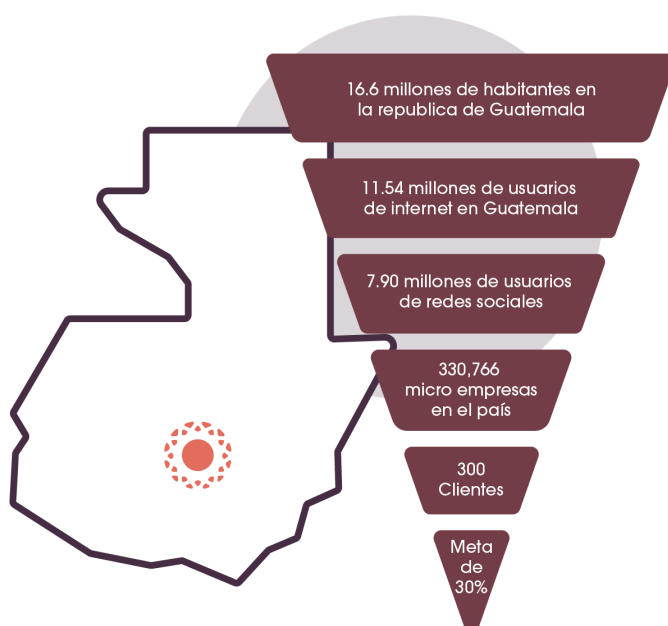 16.6 millones de habitantes en
la republica de Guatemala
11.54 millones de usuarios
de internet en Guatemala
7.90 millones de usuarios
de redes sociales
330,766
micro empresas
en el país
300
Clientes
Meta
de
30%